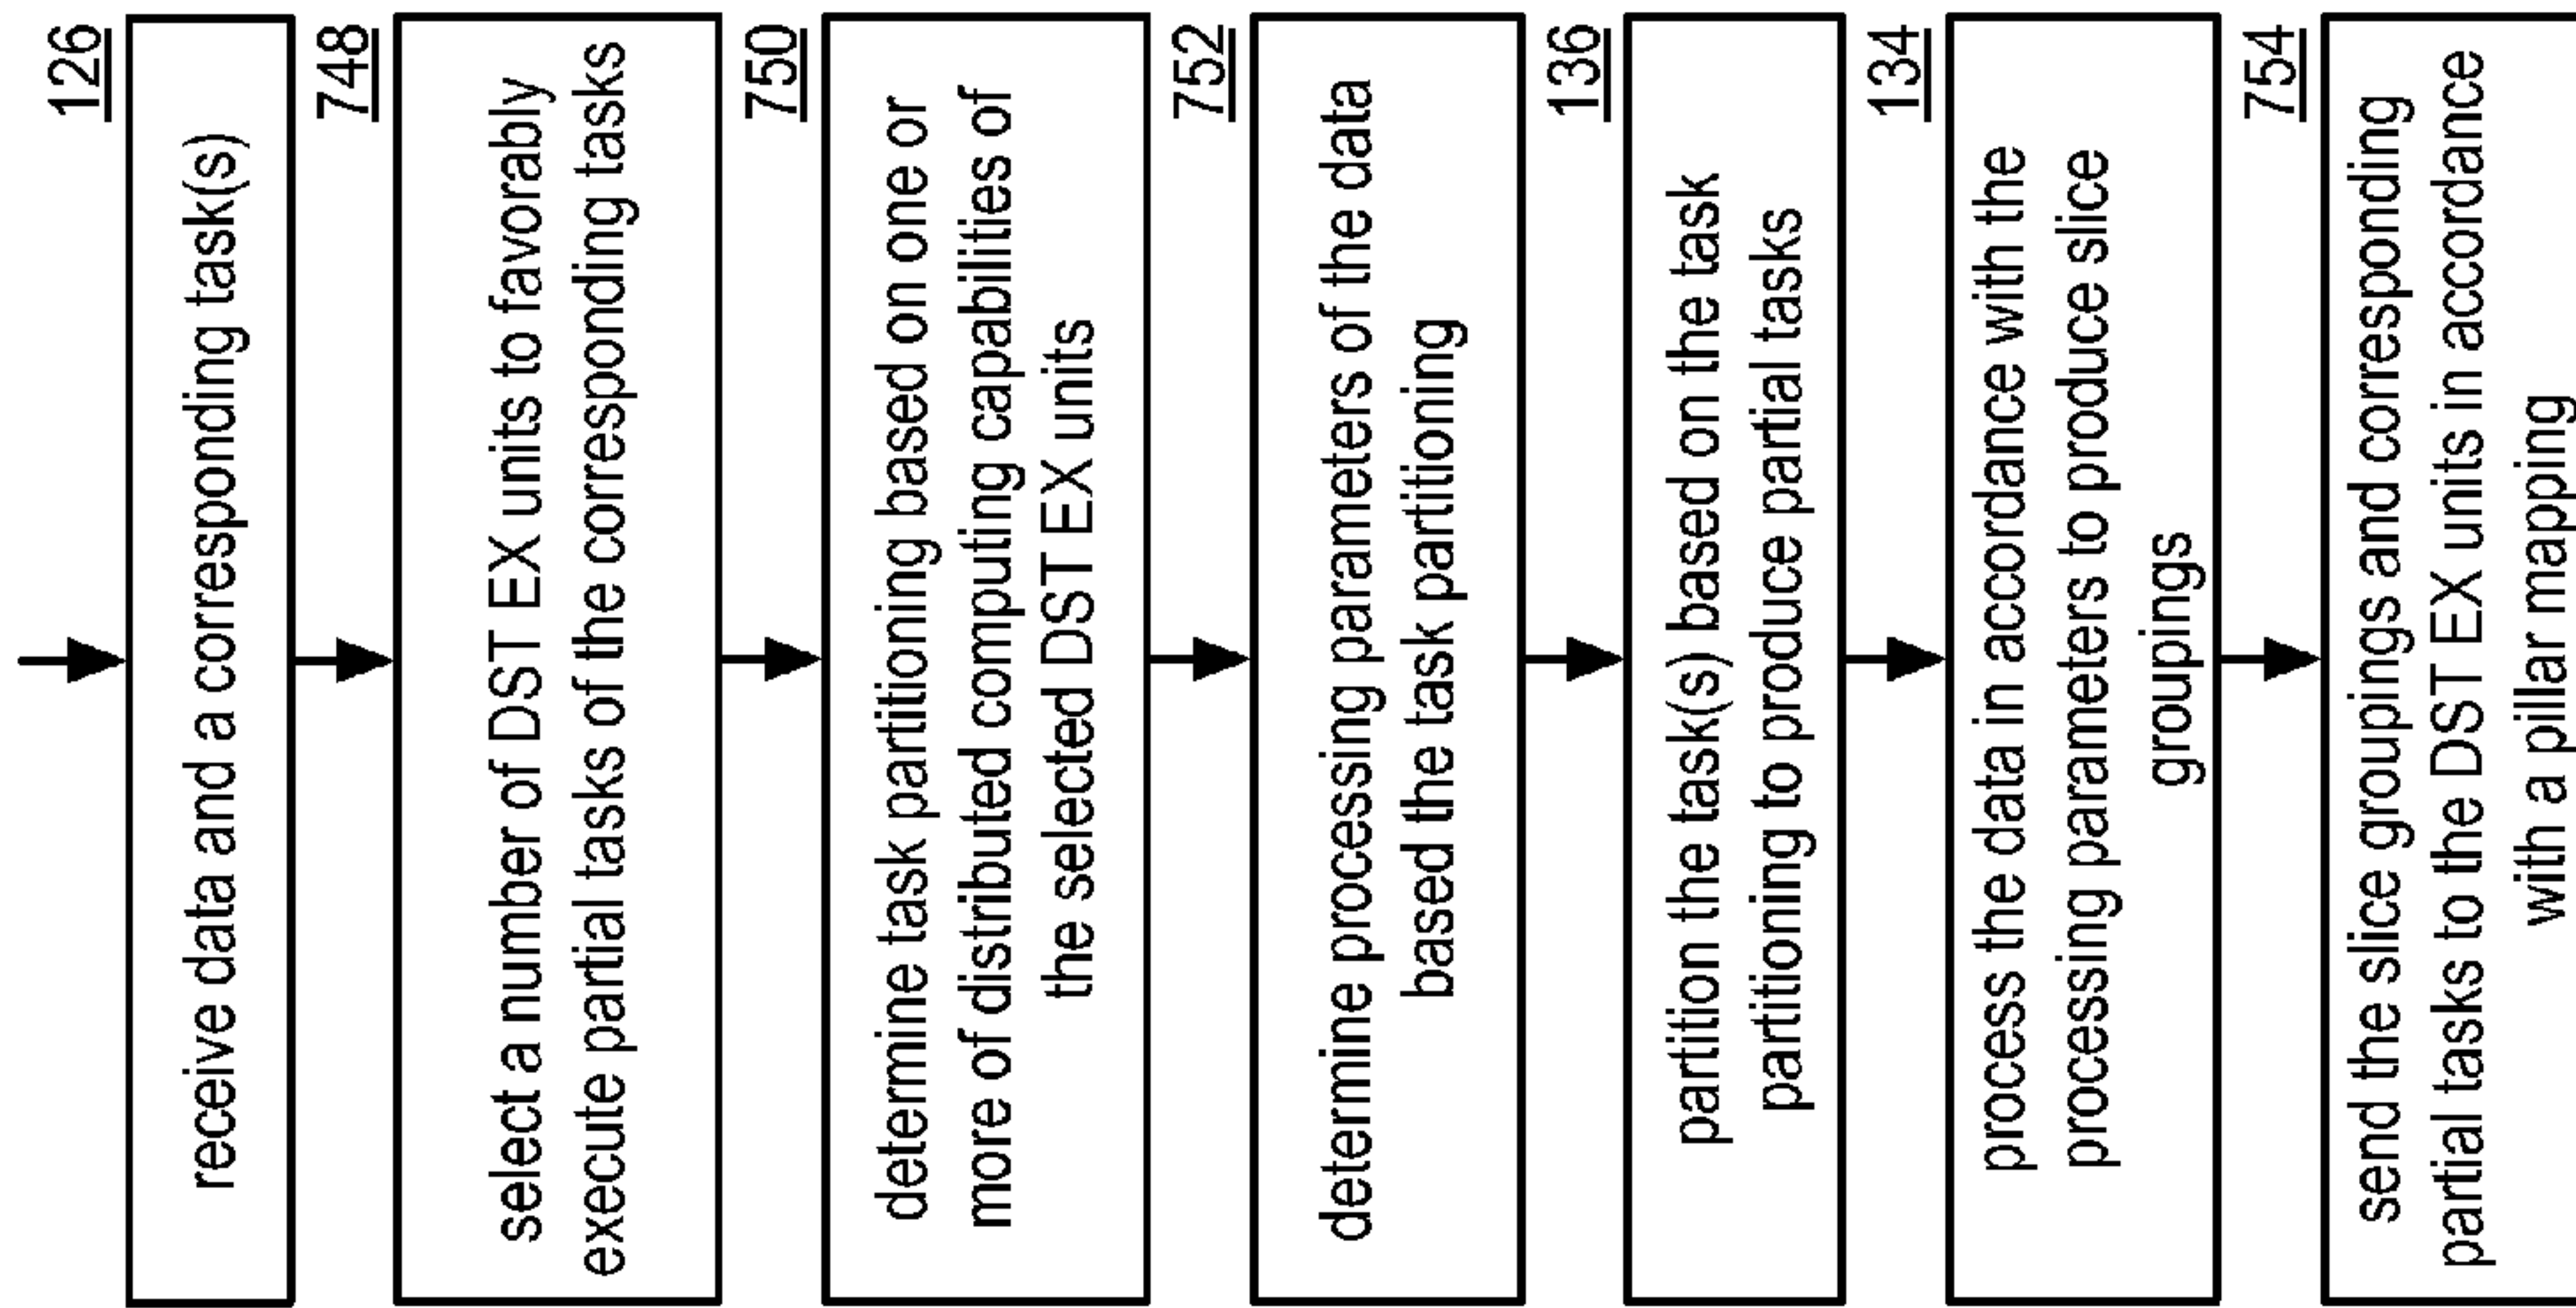 126
receive data and a corresponding task(s)
748
select a number of DST EX units to favorably
execute partial tasks of the corresponding tasks
750
determine task partitioning based on one or
more of distributed computing capabilities of
the selected DST EX units
752
determine processing parameters of the data
based the task partitioning
136
partition the task(s) based on the task
partitioning to produce partial tasks
134
process the data in accordance with the
processing parameters to produce slice
groupings
754
send the slice groupings and corresponding
partial tasks to the DST EX units in accordance
with a pillar mapping